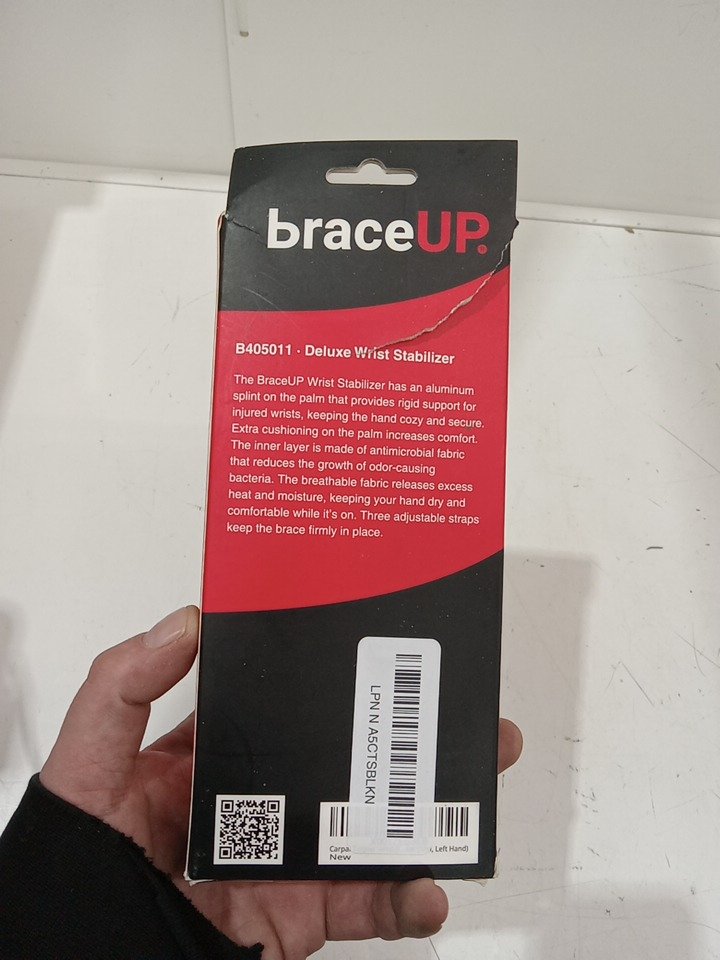 braceUP.
B405011 · Deluxe Wrist Stabilizer
The BraceUP Wrist Stabilizer has an aluminum
splint on the palm that provides rigid support for
injured wrists, keeping the hand cozy and secure.
Extra cushioning on the palm increases comfort.
The inner layer is made of antimicrobial fabric
that reduces the growth of odor-causing
bacteria. The breathable fabric releases excess
heat and moisture, keeping your hand dry and
comfortable while it's on. Three adjustable straps
keep the brace firmly in place.
LPN N A5CTSBLKN
Left Hand)
New